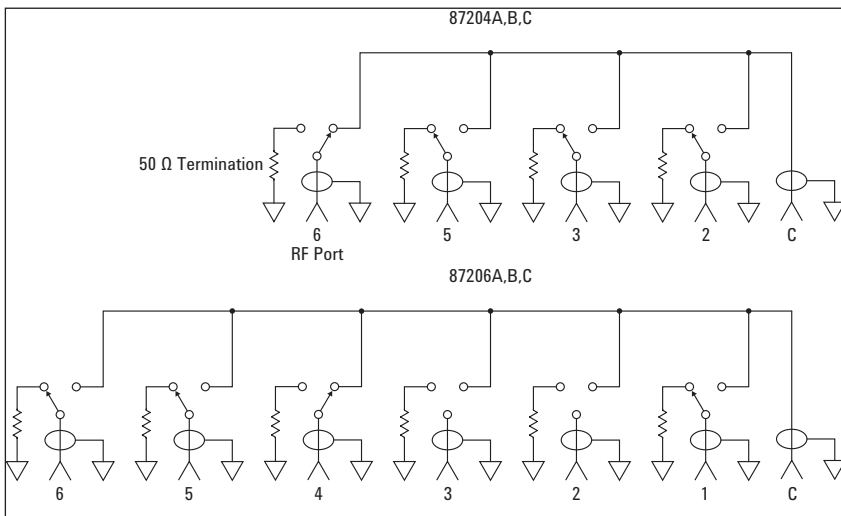 87204A,B,C
50 Ω Termination
6 5 3 2 C
RF Port
87206A,B,C
6 5 4 3 2 1 C